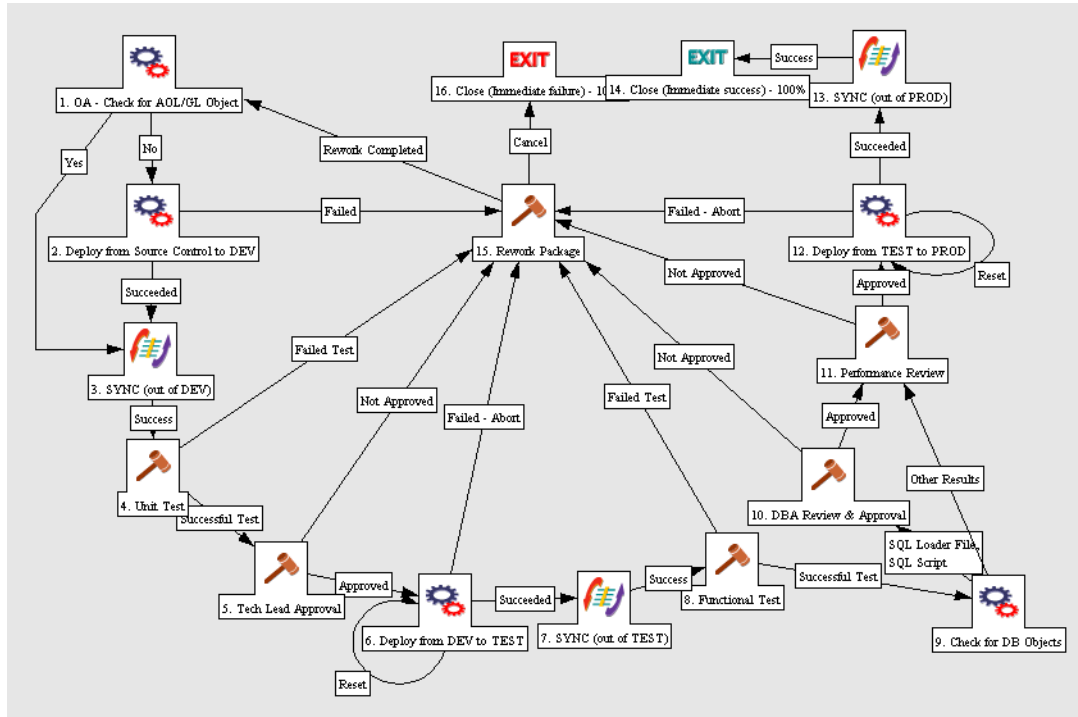 EXIT
EXIT
Success
16. Close (Immediate failure) - 1
14. Close (Immediate success) - 100%
13. SYNC (out of PROD)
1. OA - Check for AOL/GL Object
Yes
No
Rework Completed
Cancel
Succeeded
Failed
Failed - Abort
2. Deploy from Source Control to DEV
15. Rework Package
12. Deploy from TEST to PROD
Not Approved
Reset
Approved
Succeeded
Failed Test
Not Approved
3. SYNC (out of DEV)
11. Performance Review
Success
Not Approved
Failed - Abort
Failed Test
Approved
4. Unit Test
Successful Test
Other Results
10. DBA Review & Approval
SQL Loader File,
SQL Script
5. Tech Lead Approval
Approved
Succeeded
Success
8. Functional Test
Successful Test
6. Deploy from DEV to TEST
7. SYNC (out of TEST)
9. Check for DB Objects
Reset